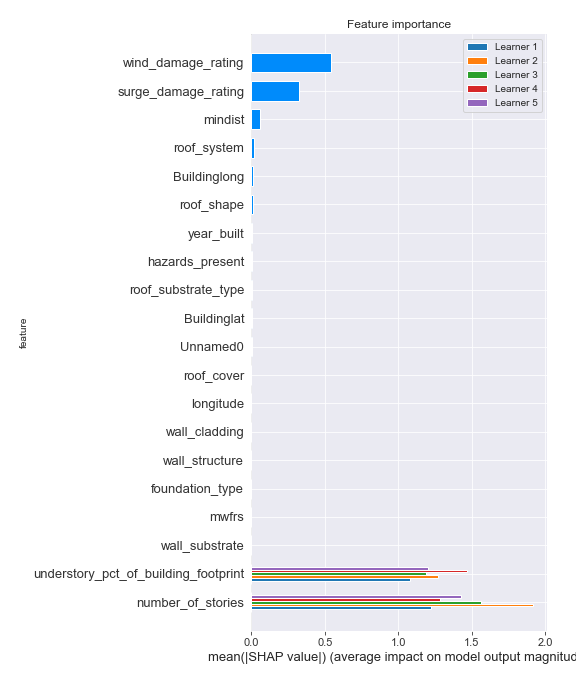 Feature importance
Learner 1
Learner 2
Learner 3
Learner 4
Learner 5
wind_damage_rating
surge_damage_rating
mindist
roof_system
Buildinglong
roof_shape
year_built
hazards_present
roof_substrate_type
Buildinglat
Unnamed0
roof_cover
longitude
wall_cladding
wall_structure
foundation_type
mwfrs
wall_substrate
understory_pct_of_building_footprint
number_of_stories
feature
0.0 0.5 1.0 1.5 2.0
mean(|SHAP value|) (average impact on model output magnitud